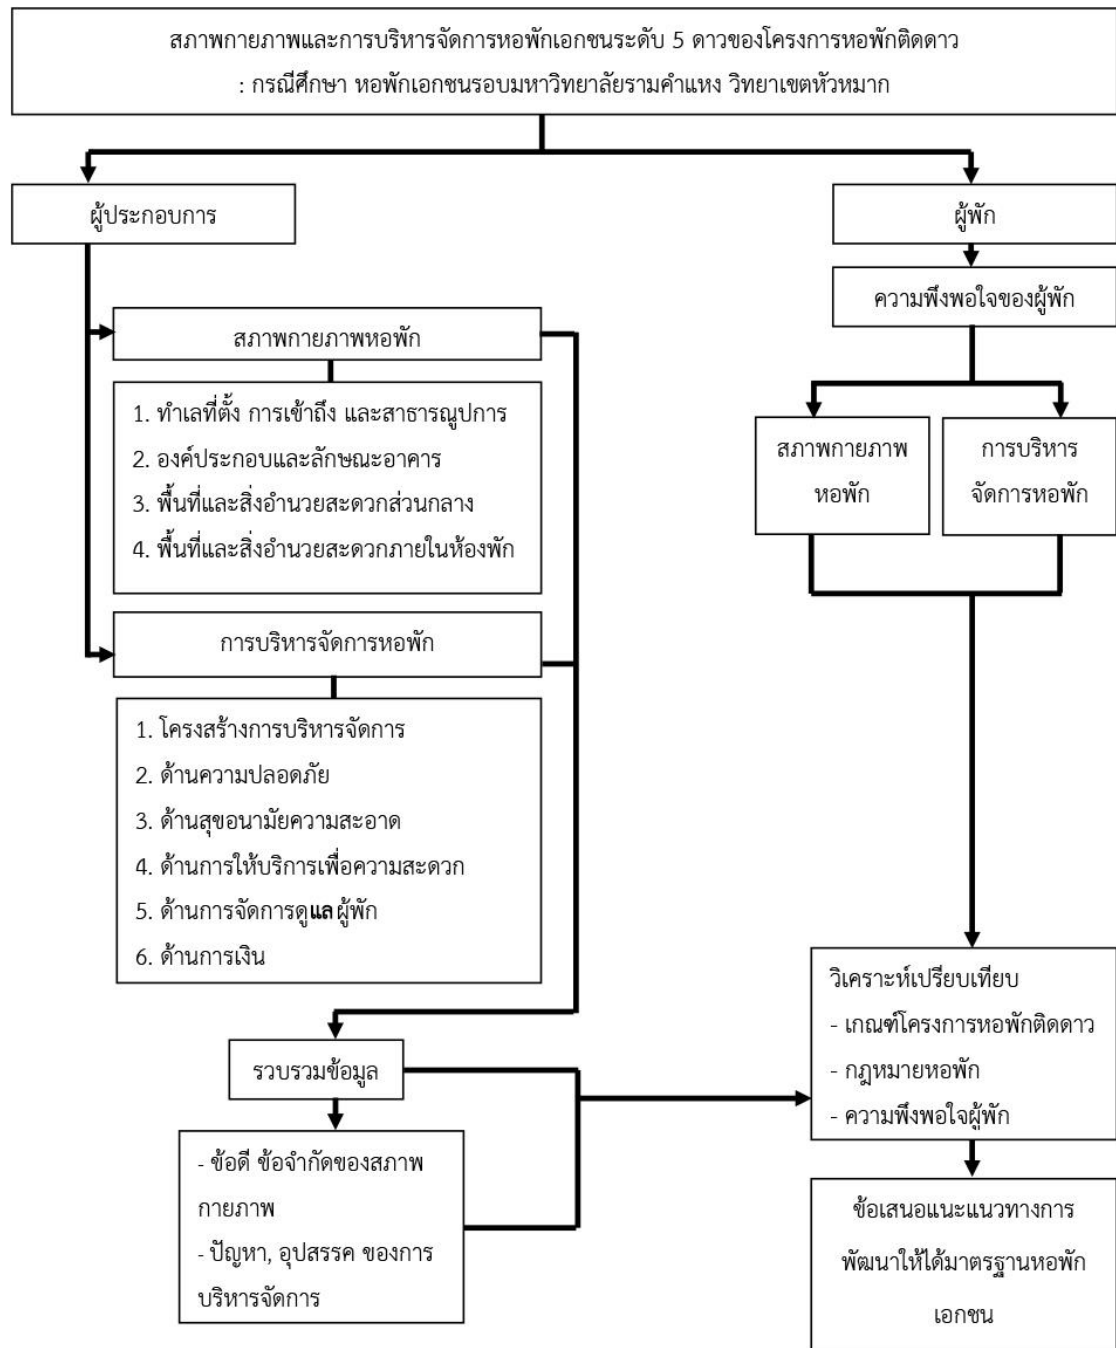 สภาพกายภาพและการบริหารจัดการหอพักเอกชนระดับ 5 ดาวของโครงการหอพักติดดาว
: กรณีศึกษา หอพักเอกชนรอบมหาวิทยาลัยรามคำแหง วิทยาเขตหัวหมาก
ผู้ประกอบการ
ผู้พัก
ความพึงพอใจของผู้พัก
สภาพกายภาพหอพัก
1. ทำเลที่ตั้ง การเข้าถึง และสาธารณูปการ
2. องค์ประกอบและลักษณะอาคาร
3. พื้นที่และสิ่งอำนวยสะดวกส่วนกลาง
4. พื้นที่และสิ่งอำนวยสะดวกภายในห้องพัก
สภาพกายภาพ
หอพัก
การบริหาร
จัดการหอพัก
การบริหารจัดการหอพัก
1. โครงสร้างการบริหารจัดการ
2. ด้านความปลอดภัย
3. ด้านสุขอนามัยความสะอาด
4. ด้านการให้บริการเพื่อความสะดวก
5. ด้านการจัดการดูแลผู้พัก
6. ด้านการเงิน
รวบรวมข้อมูล
- ข้อดี ข้อจำกัดของสภาพ
กายภาพ
- ปัญหา, อุปสรรค ของการ
บริหารจัดการ
วิเคราะห์เปรียบเทียบ
- เกณฑ์โครงการหอพักติดดาว
- กฎหมายหอพัก
- ความพึงพอใจผู้พัก
ข้อเสนอแนะแนวทางการ
พัฒนาให้ได้มาตรฐานหอพัก
เอกชน